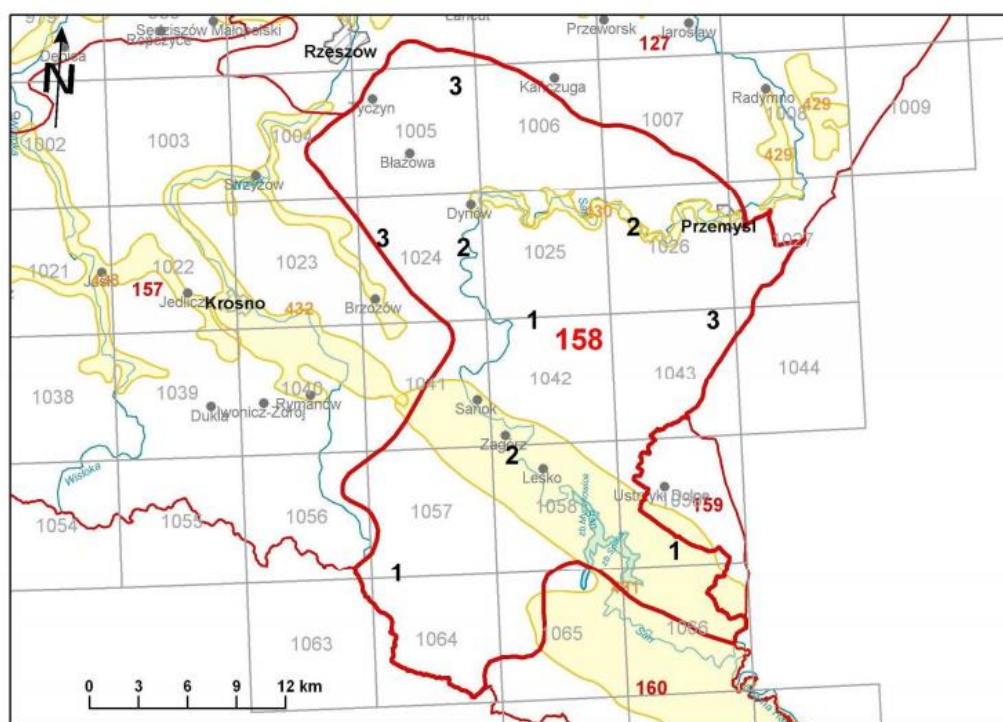 Sędziszów Małopolski
Ropczyce
Dębica
Rzeszów
Łańcut
Przeworsk
Jarosław
127
N
Tyczyn
3
Kańczuga
Radymno
429
1009
1002
1003
1004
1005
1006
1007
1008
429
Błażowa
Strzyżów
Dynów
San
430
2
Przemyśl
3
2
1024
1025
1026
1027
1021
1022
1023
Jasło
157
Jedlicze
Krosno
432
Brzozów
1
158
3
1038
1039
1040
1041
1042
1043
1044
Dukla
Iwonicz-Zdrój
Rymanów
Sanok
Zagórz
2
Lesko
Wisłoka
Ustrzyki Dolne
159
1054
1055
1056
1057
1058
zb.Myczkowce
1
1
431
1063
1064
1065
1066
San
160
0 3 6 9 12 km